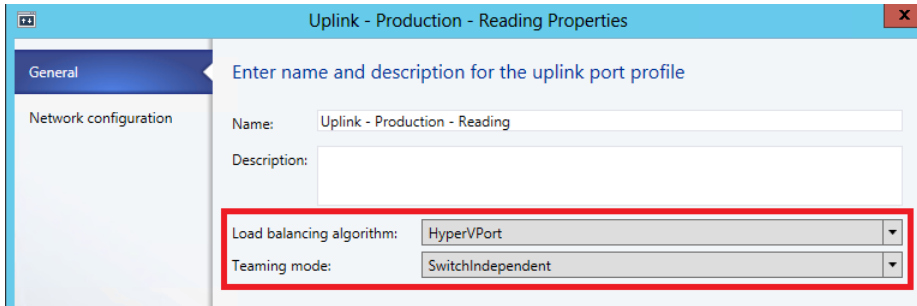 Uplink - Production - Reading Properties
x
General
Enter name and description for the uplink port profile
Network configuration
Name: Uplink - Production - Reading
Description:
Load balancing algorithm: HyperVPort
Teaming mode: SwitchIndependent